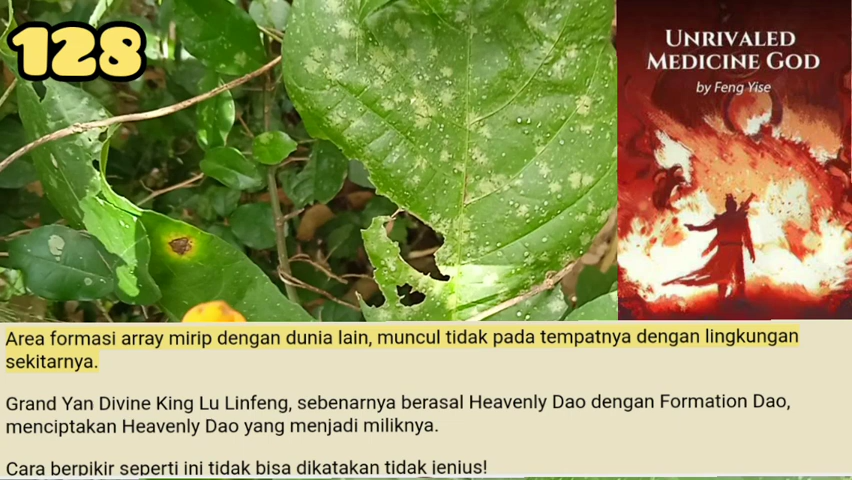 128
UNRIVALED
MEDICINE GOD
by Feng Yise
Area formasi array mirip dengan dunia lain, muncul tidak pada tempatnya dengan lingkungan
sekitarnya.
Grand Yan Divine King Lu Linfeng, sebenarnya berasal Heavenly Dao dengan Formation Dao,
menciptakan Heavenly Dao yang menjadi miliknya.
Cara berpikir seperti ini tidak bisa dikatakan tidak jenius!